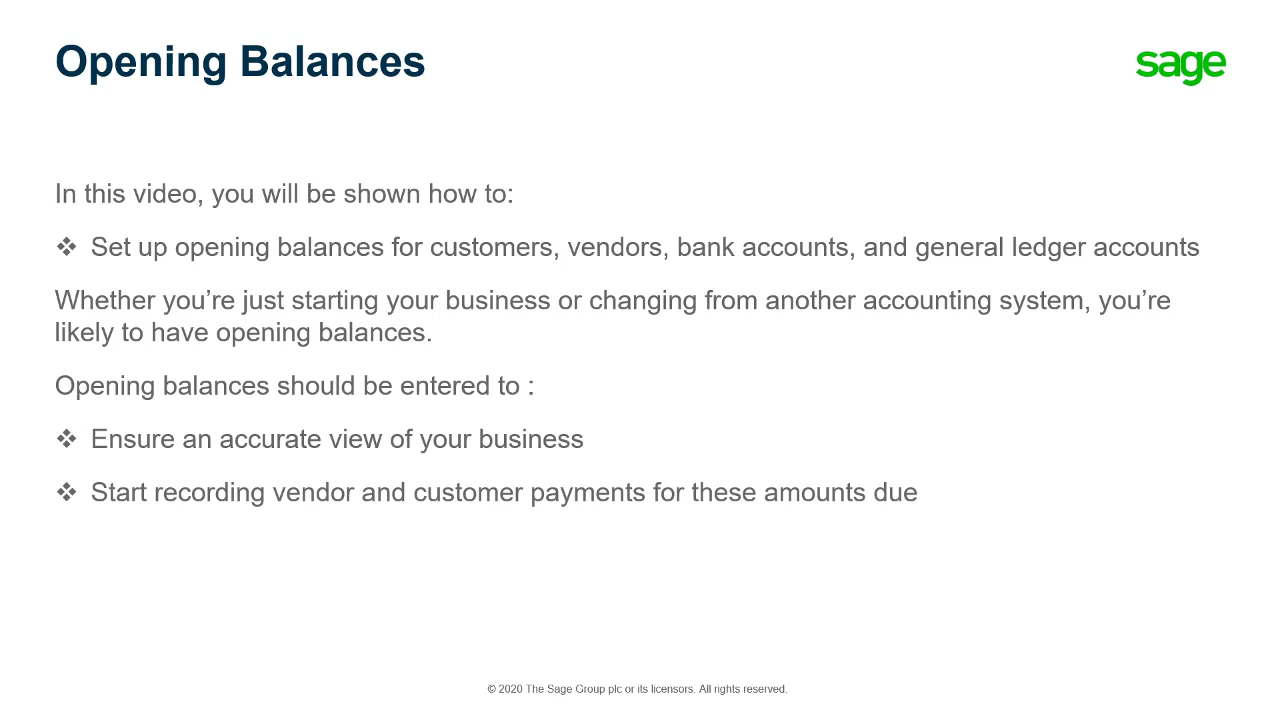 Opening Balances
sage
In this video, you will be shown how to:
❖ Set up opening balances for customers, vendors, bank accounts, and general ledger accounts
Whether you’re just starting your business or changing from another accounting system, you’re
likely to have opening balances.
Opening balances should be entered to :
❖ Ensure an accurate view of your business
❖ Start recording vendor and customer payments for these amounts due
© 2020 The Sage Group plc or its licensors. All rights reserved.